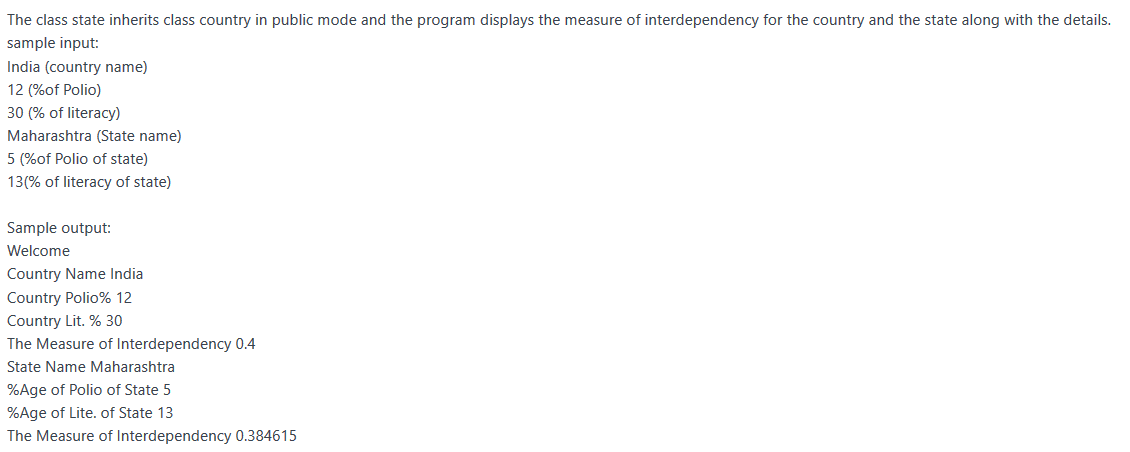 The class state inherits class country in public mode and the program displays the measure of interdependency for the country and the state along with the details.
sample input:
India (country name)
12 (%of Polio)
30 (% of literacy)
Maharashtra (State name)
5 (%of Polio of state)
13(% of literacy of state)
Sample output:
Welcome
Country Name India
Country Polio% 12
Country Lit. % 30
The Measure of Interdependency 0.4
State Name Maharashtra
%Age of Polio of State 5
%Age of Lite. of State 13
The Measure of Interdependency 0.384615